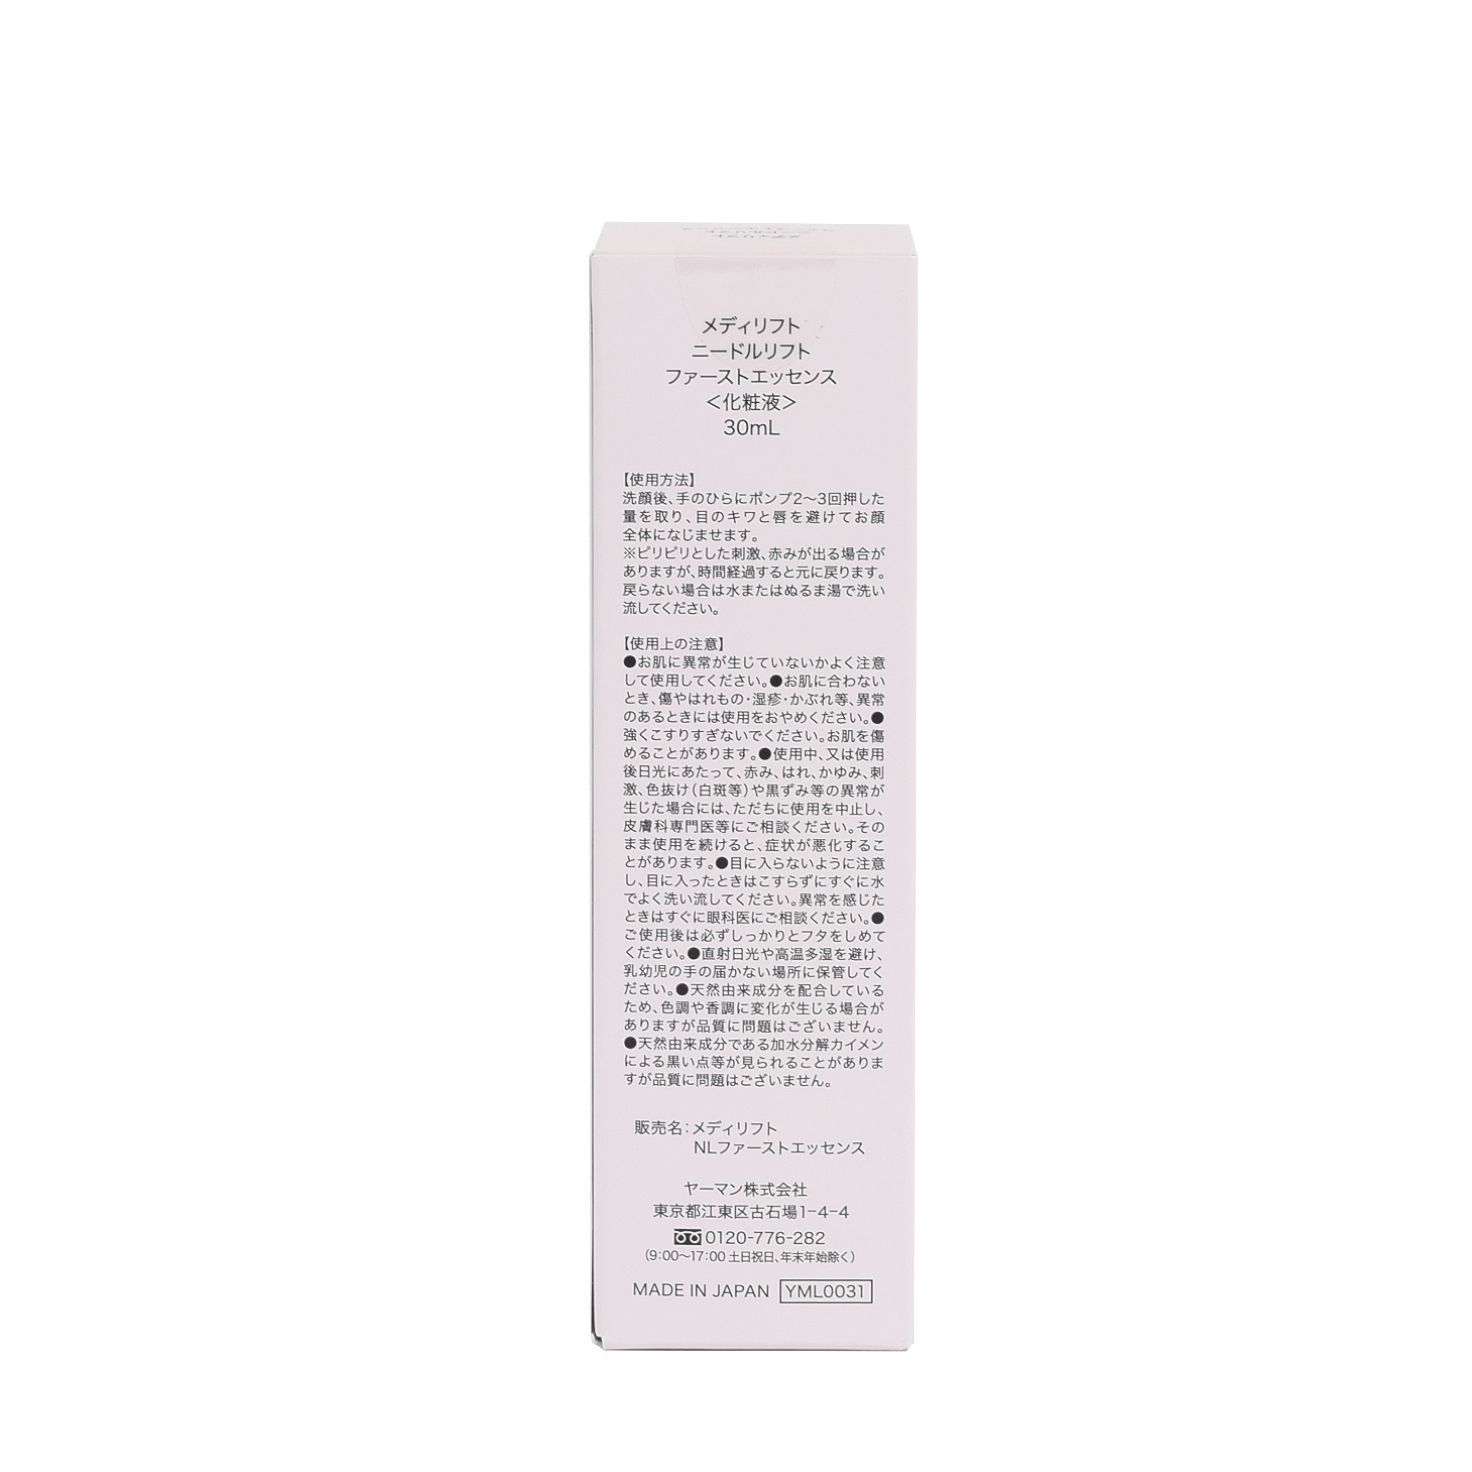 メディリフト
ニードルリフト
ファーストエッセンス
＜化粧液＞
30mL
【使用方法】
洗顔後、手のひらにポンプ2〜3回押した
量を取り、目のキワと唇を避けてお顔
全体になじませます。
※ピリピリとした刺激、赤みが出る場合が
ありますが、時間経過すると元に戻ります。
戻らない場合は水またはぬるま湯で洗い
流してください。
【使用上の注意】
●お肌に異常が生じていないかよく注意
して使用してください。●お肌に合わない
とき、傷やはれもの・湿疹・かぶれ等、異常
のあるときには使用をおやめください。●
強くこすりすぎないでください。お肌を傷
めることがあります。●使用中、又は使用
後日光にあたって、赤み、はれ、かゆみ、刺
激、色抜け（白斑等）や黒ずみ等の異常が
生じた場合には、ただちに使用を中止し、
皮膚科専門医等にご相談ください。その
まま使用を続けると、症状が悪化するこ
とがあります。●目に入らないように注意
し、目に入ったときはこすらずにすぐに水
でよく洗い流してください。異常を感じた
ときはすぐに眼科医にご相談ください。●
ご使用後は必ずしっかりとフタをしめて
ください。●直射日光や高温多湿を避け、
乳幼児の手の届かない場所に保管してく
ださい。●天然由来成分を配合している
ため、色調や香調に変化が生じる場合が
ありますが品質に問題はございません。
●天然由来成分である加水分解カイメン
による黒い点等が見られることがありま
すが品質に問題はございません。
販売名：メディリフト
NLファーストエッセンス
ヤーマン株式会社
東京都江東区古石場1-4-4
0120-776-282
（9：00〜17：00 土日祝日、年末年始除く）
MADE IN JAPAN YML0031